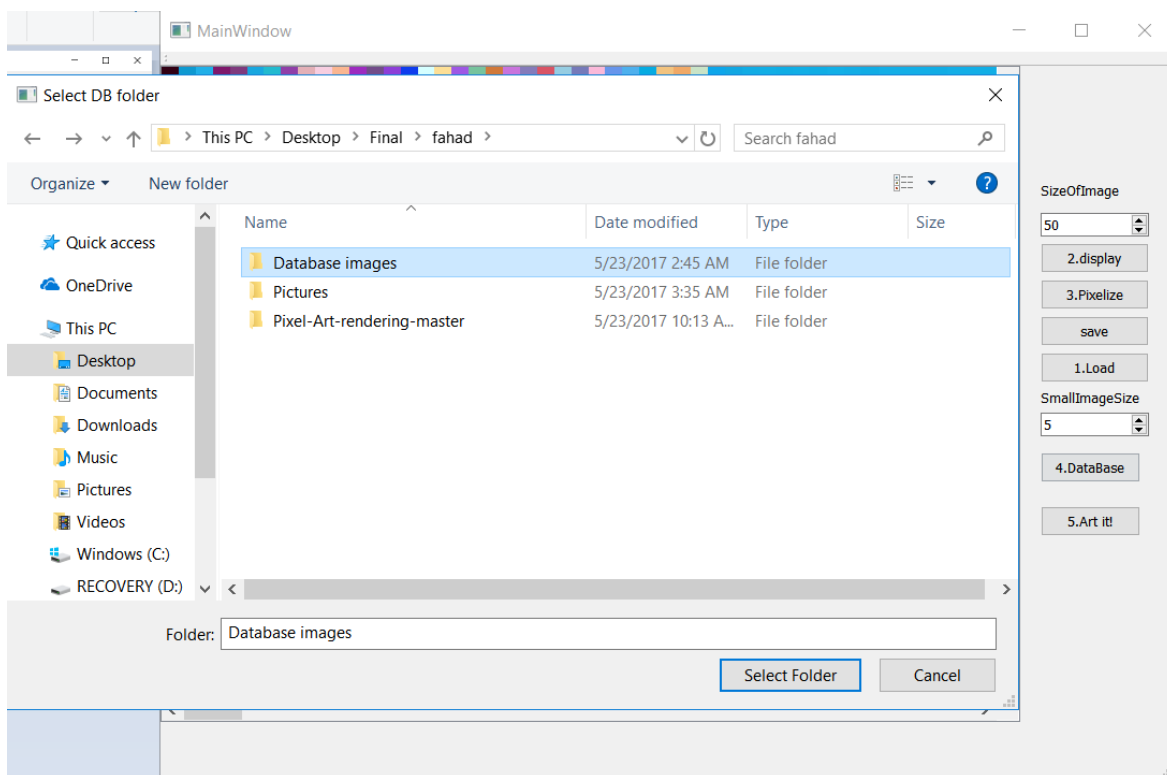 MainWindow
Select DB folder
This PC > Desktop > Final > fahad >
Search fahad
Organize
New folder
?
Name
Date modified
Type
Size
Quick access
OneDrive
This PC
Desktop
Documents
Downloads
Music
Pictures
Videos
Windows (C:)
RECOVERY (D:)
Database images 5/23/2017 2:45 AM File folder
Pictures 5/23/2017 3:35 AM File folder
Pixel-Art-rendering-master 5/23/2017 10:13 A... File folder
Folder: Database images
Select Folder
Cancel
SizeOfImage
50
2.display
3.Pixelize
save
1.Load
SmallImageSize
5
4.DataBase
5.Art it!